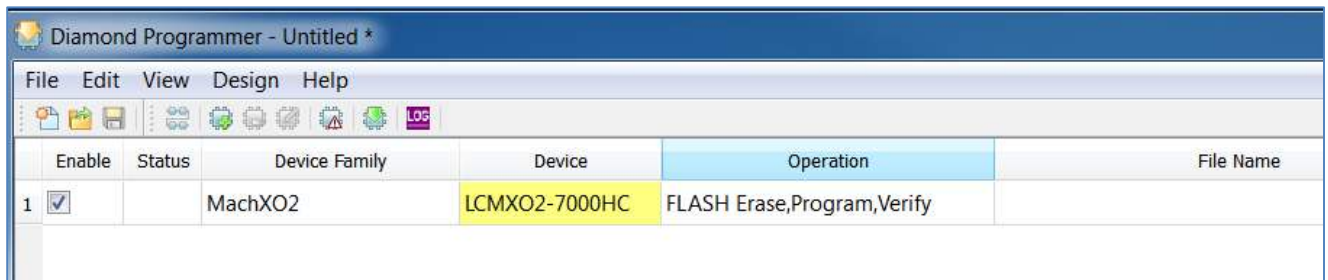 Diamond Programmer - Untitled *
File Edit View Design Help
LOG
Enable Status Device Family Device Operation File Name
1 MachXO2 LCMXO2-7000HC FLASH Erase,Program,Verify